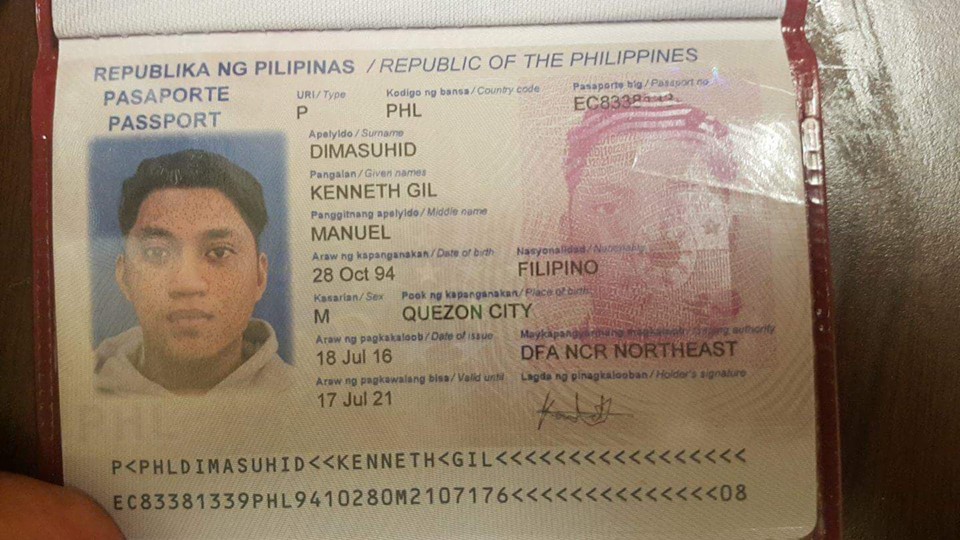 REPUBLIKA NG PILIPINAS / REPUBLIC OF THE PHILIPPINES
PASAPORTE
PASSPORT
URI / Type Kodigo ng bansa / Country code Pasaporte blg / Passport no
P PHL EC8338
Apelyido / Surname
DIMASUHID
Pangalan / Given names
KENNETH GIL
Panggitnang apelyido / Middle name
MANUEL
Araw ng kapanganakan / Date of birth Nasyonalidad / Nationality
28 Oct 94 FILIPINO
Kasarian / Sex Pook ng kapanganakan / Place of birth
M QUEZON CITY
Araw ng pagkakaloob / Date of issue Maykapangyarihang magkaloob / Issuing authority
18 Jul 16 DFA NCR NORTHEAST
Araw ng pagkawalang bisa / Valid until Lagda ng pinagkalooban / Holder's signature
17 Jul 21
PHL
P<PHLDIMASUHID<<KENNETH<GIL<<<<<<<<<<<<<<<<<
EC83381339PHL9410280M2107176<<<<<<<<<<<<<<08